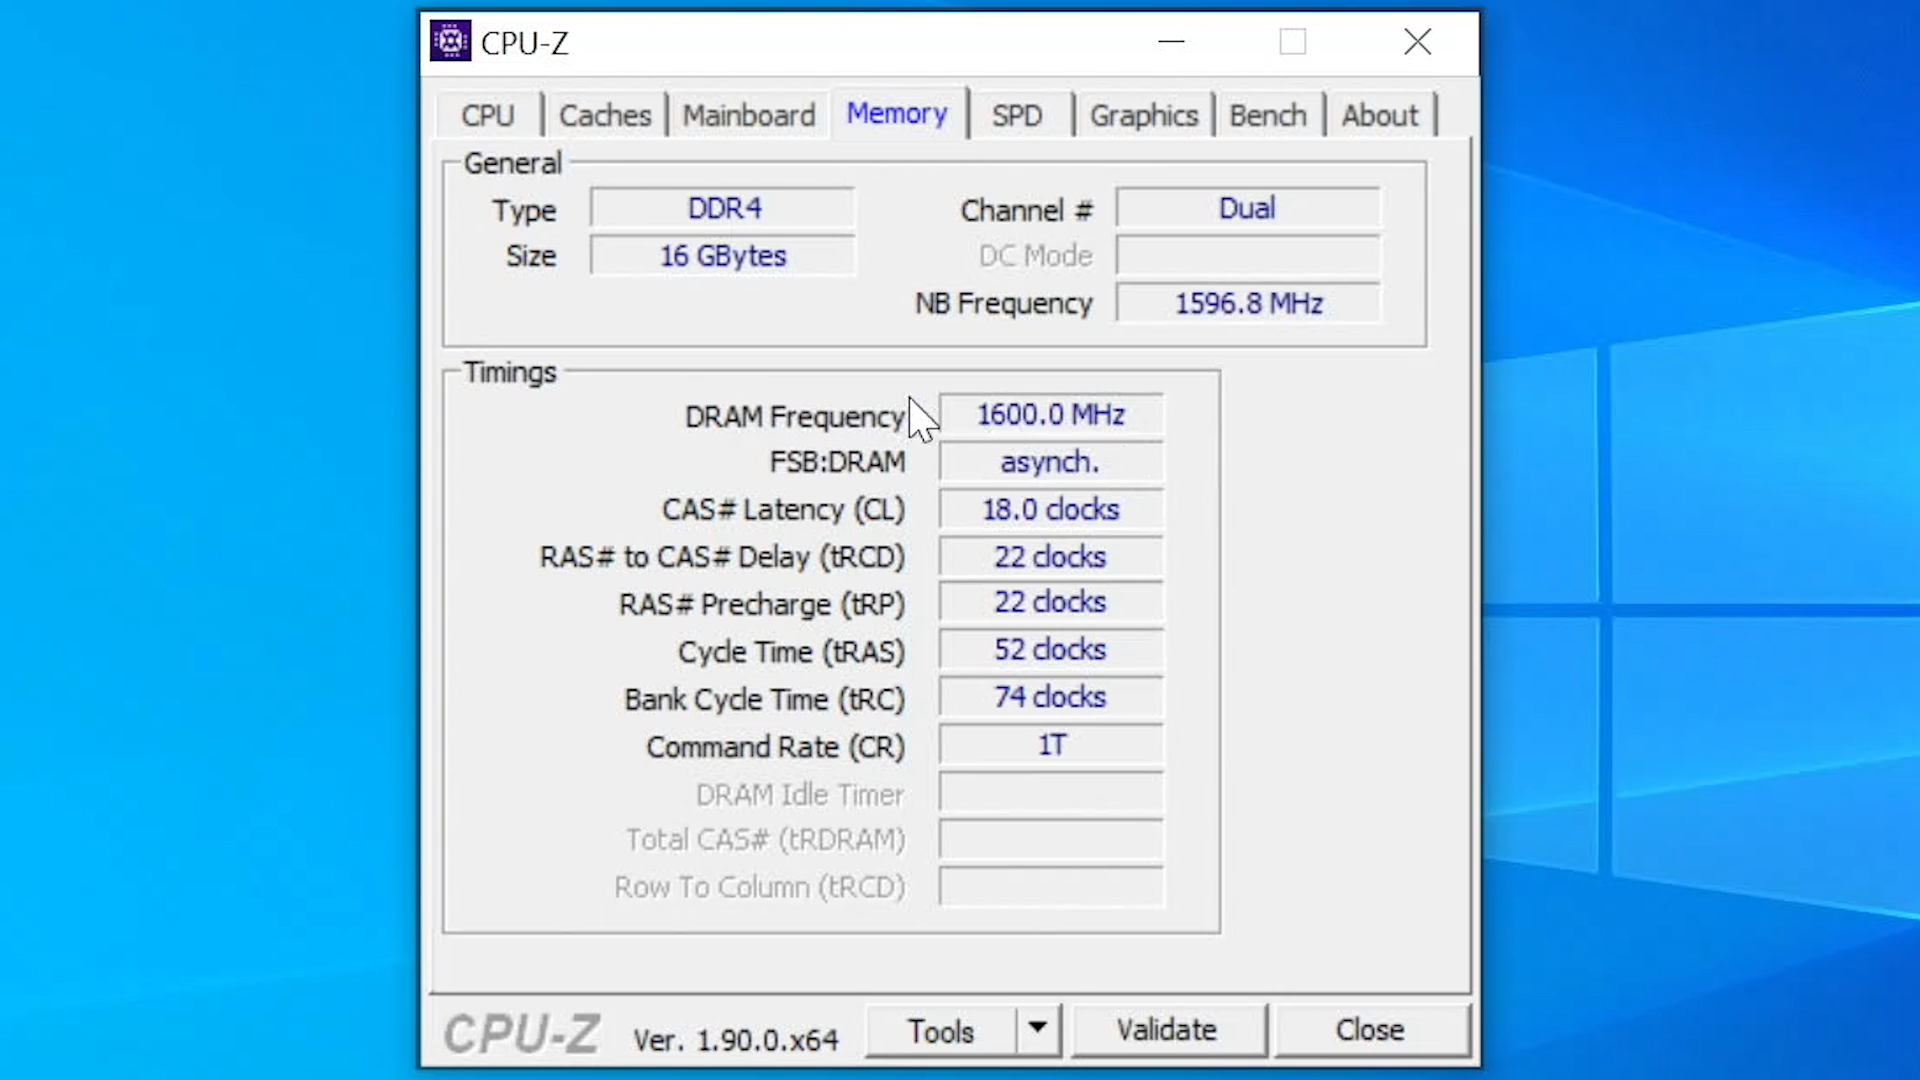 CPU-Z
CPU Caches Mainboard Memory SPD Graphics Bench About
General
Type DDR4 Channel # Dual
Size 16 GBytes DC Mode
NB Frequency 1596.8 MHz
Timings
DRAM Frequency 1600.0 MHz
FSB:DRAM asynch.
CAS# Latency (CL) 18.0 clocks
RAS# to CAS# Delay (tRCD) 22 clocks
RAS# Precharge (tRP) 22 clocks
Cycle Time (tRAS) 52 clocks
Bank Cycle Time (tRC) 74 clocks
Command Rate (CR) 1T
DRAM Idle Timer
Total CAS# (tRDRAM)
Row To Column (tRCD)
CPU-Z Ver. 1.90.0.x64 Tools Validate Close